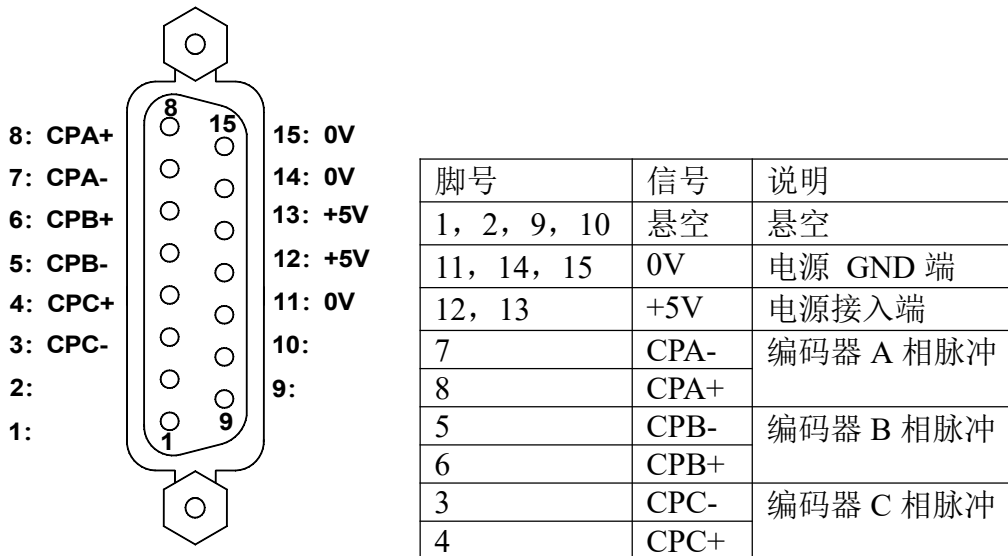 8
15
8: CPA+
15: 0V
7: CPA-
14: 0V
6: CPB+
13: +5V
5: CPB-
12: +5V
4: CPC+
11: 0V
3: CPC-
10:
2:
9:
1:
1
9
脚号 信号 说明
1，2，9，10 悬空 悬空
11，14，15 0V 电源 GND 端
12，13 +5V 电源接入端
7 CPA- 编码器 A 相脉冲
8 CPA+
5 CPB- 编码器 B 相脉冲
6 CPB+
3 CPC- 编码器 C 相脉冲
4 CPC+